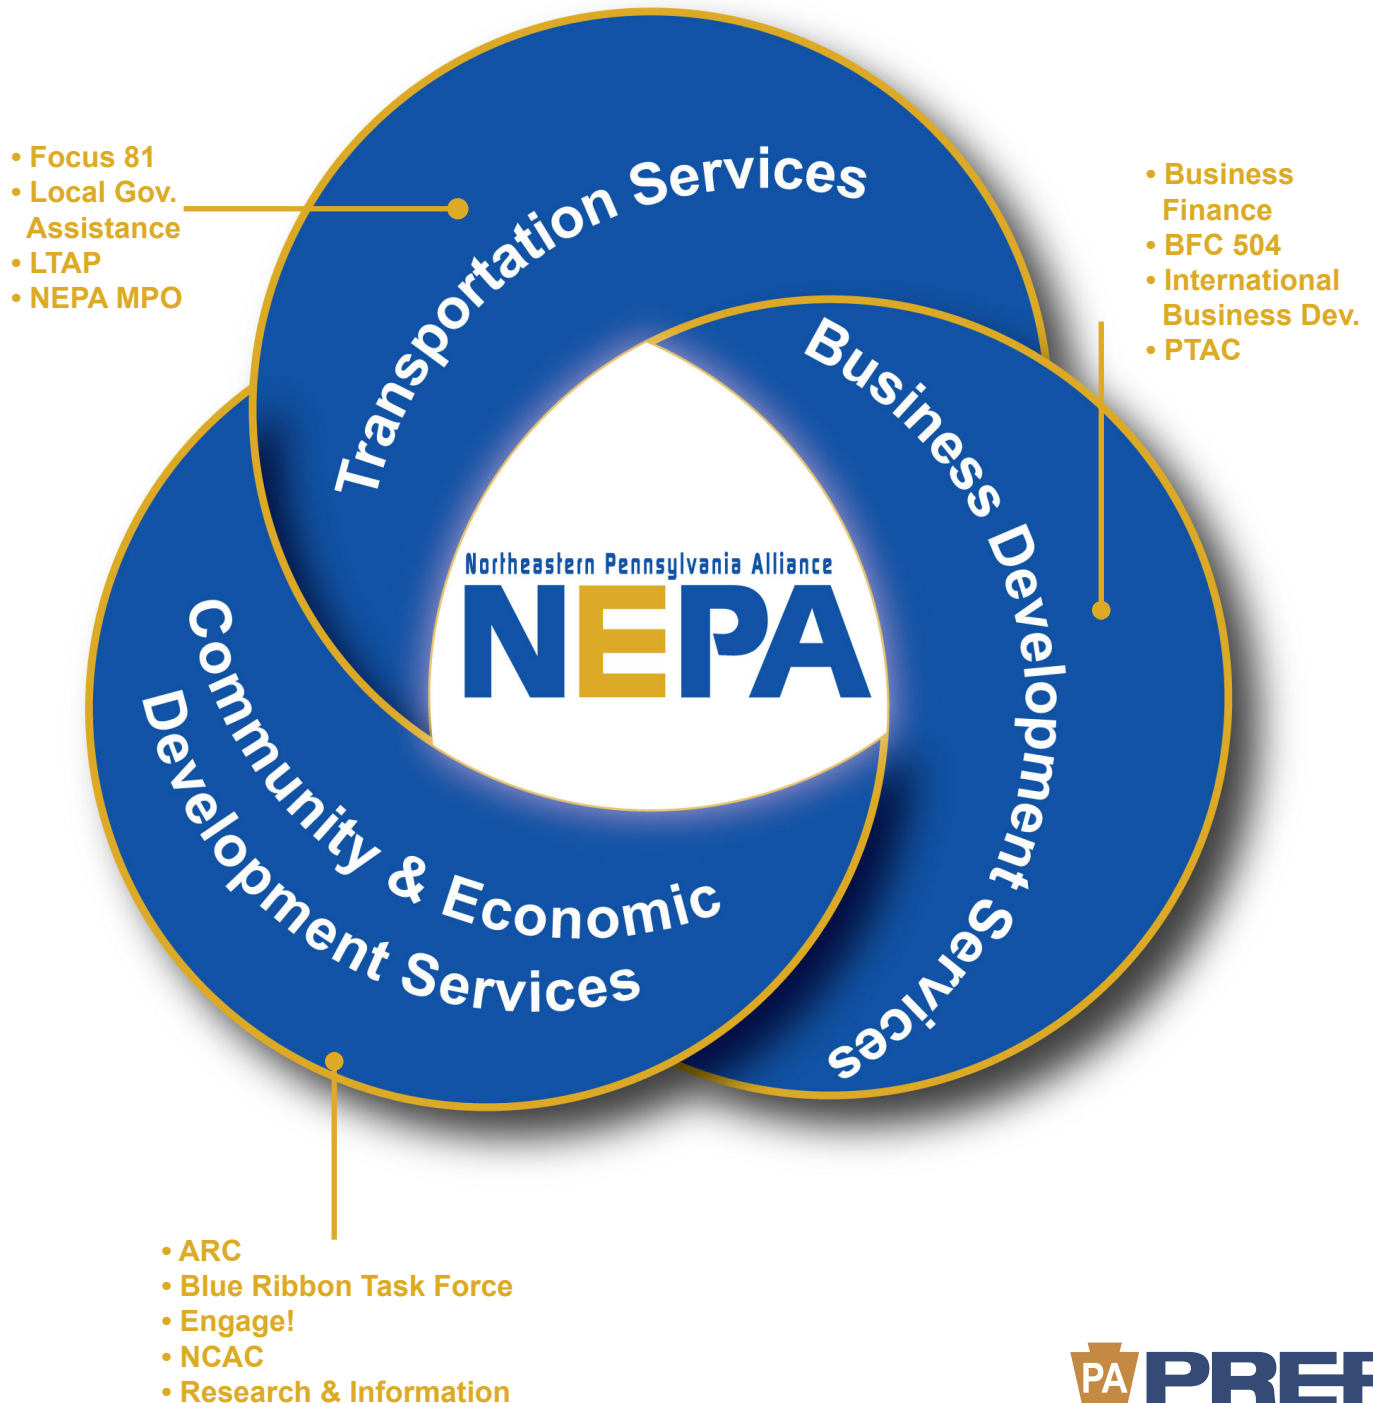 • Focus 81
• Local Gov.
Assistance
• LTAP
• NEPA MPO
Transportation Services
• Business
Finance
• BFC 504
• International
Business Dev.
• PTAC
Business Development Services
Northeastern Pennsylvania Alliance
NEPA
Community & Economic
Development Services
• ARC
• Blue Ribbon Task Force
• Engage!
• NCAC
• Research & Information
PA PREP